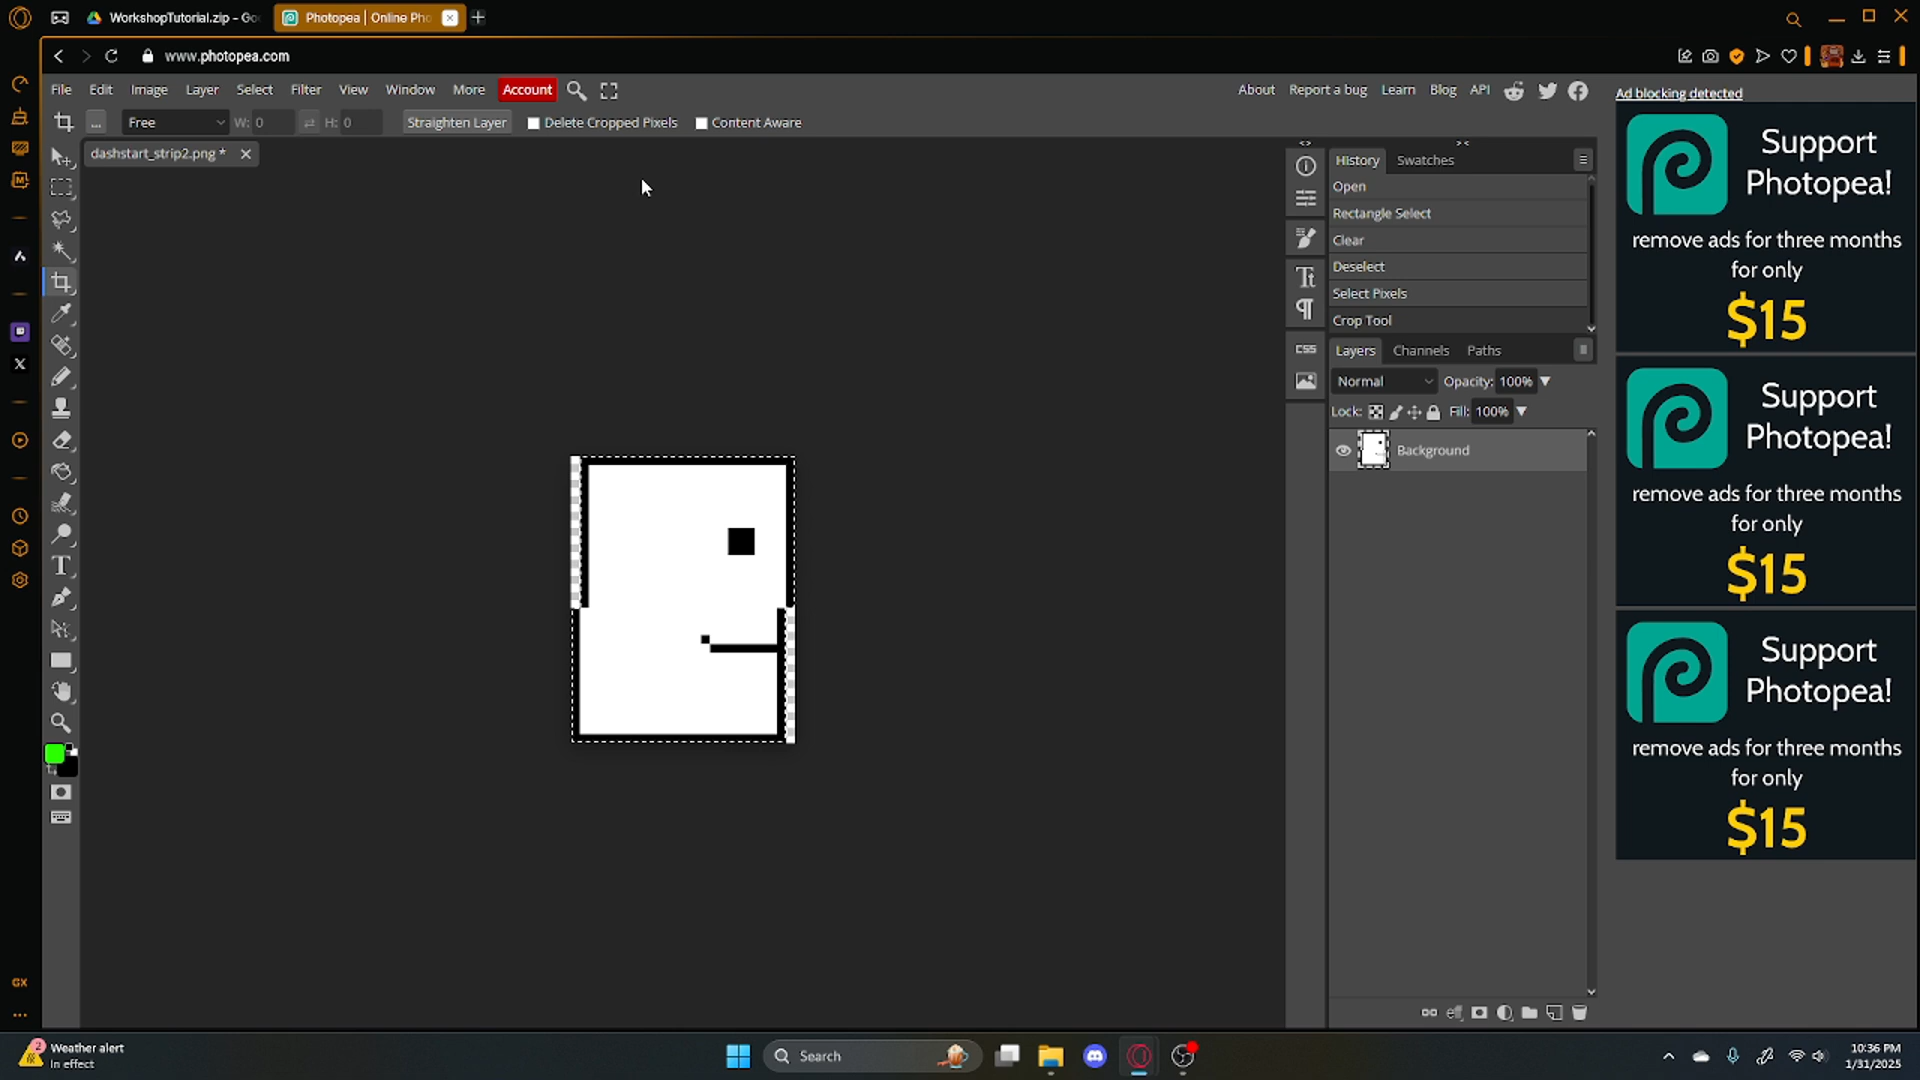 WorkshopTutorial.zip - Go
Photopea | Online Pho
www.photopea.com
File Edit Image Layer Select Filter View Window More Account
About Report a bug Learn Blog API
Free W: 0 H: 0 Straighten Layer Delete Cropped Pixels Content Aware
dashstart_strip2.png *
History Swatches
Open
Rectangle Select
Clear
Deselect
Select Pixels
Crop Tool
CSS
Layers Channels Paths
Normal Opacity: 100%
Lock: Fill: 100%
Background
Ad blocking detected
Support
Photopea!
remove ads for three months
for only
$15
Support
Photopea!
remove ads for three months
for only
$15
Support
Photopea!
remove ads for three months
for only
$15
GX
2
Weather alert
In effect
Search
10:36 PM
1/31/2025